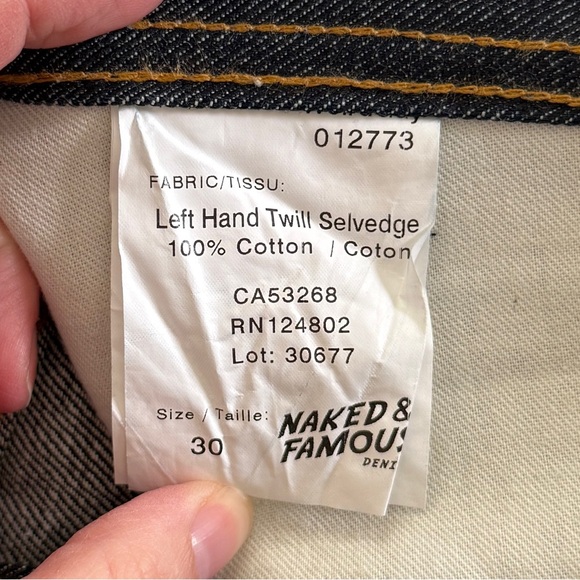 012773
FABRIC/TISSU:
Left Hand Twill Selvedge
100% Cotton / Coton
CA53268
RN124802
Lot: 30677
Size / Taille:
30
NAKED &
FAMOUS
DENI